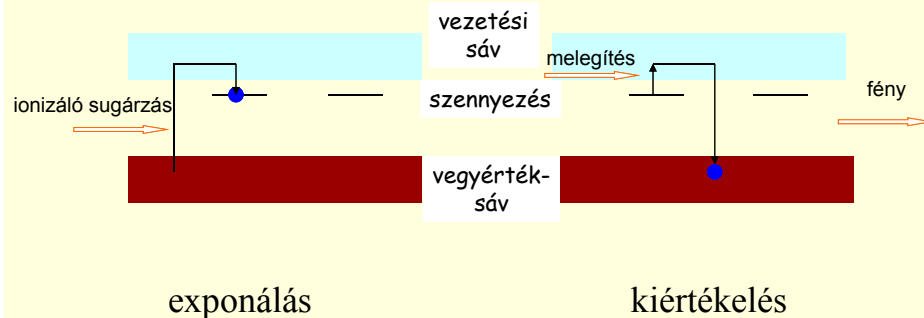 vezetési
sáv
melegítés
ionizáló sugárzás
szennyezés
fény
vegyérték-
sáv
exponálás
kiértékelés